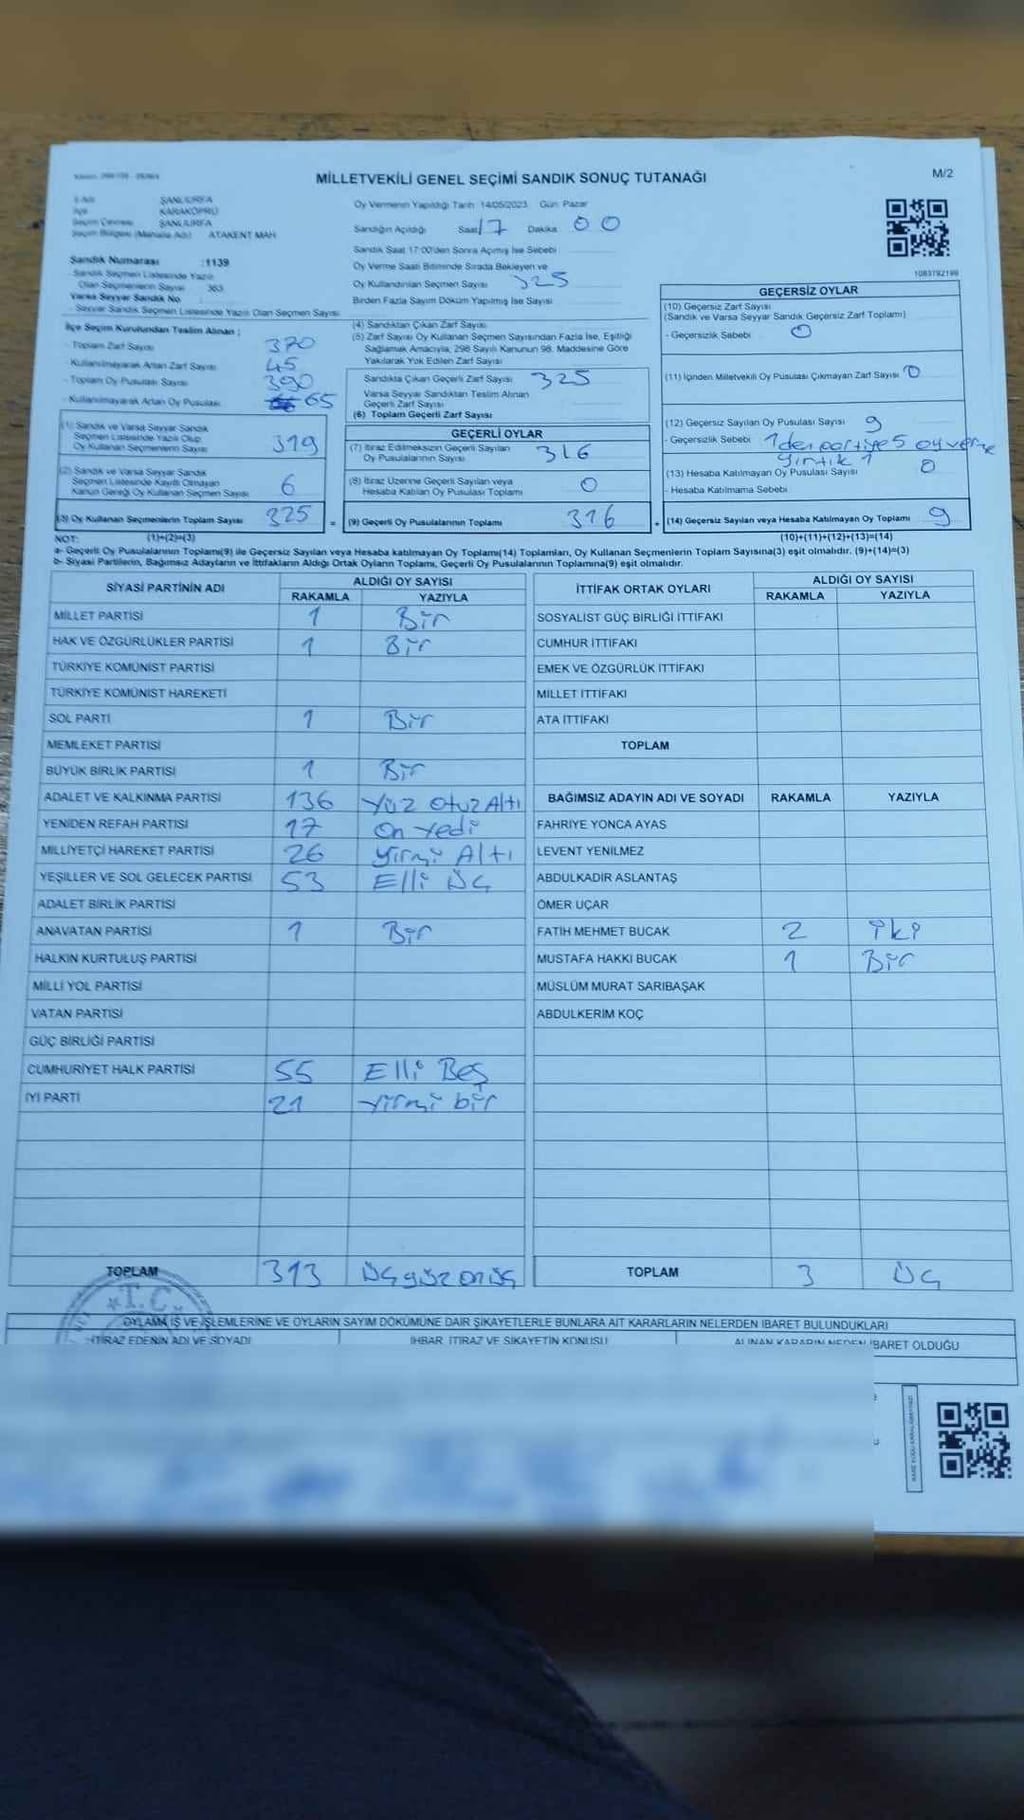 MİLLETVEKİLİ GENEL SEÇİMİ SANDIK SONUÇ TUTANAĞI
M/2
ŞANLIURFA
KARAKÖPRÜ
ŞANLIURFA
ATAKENT MAH
Sandık Numarası :1139
Sandık Seçmen Listesinde Yazılı
Olan Seçmenlerin Sayısı 363
Varsa Seyyar Sandık No
Seyyar Sandık Seçmen Listesinde Yazılı Olan Seçmen Sayısı
İlçe Seçim Kurulundan Teslim Alınan :
- Toplam Zarf Sayısı 370
- Kullanılmayarak Artan Zarf Sayısı 45
- Toplam Oy Pusulası Sayısı 390
- Kullanılmayarak Artan Oy Pusulası 65
(1) Sandık ve Varsa Seyyar Sandık
Seçmen Listesinde Yazılı Olup
Oy Kullanan Seçmenlerin Sayısı 319
(2) Sandık ve Varsa Seyyar Sandık
Seçmen Listesinde Kayıtlı Olmayan
Kanun Gereği Oy Kullanan Seçmen Sayısı 6
(3) Oy Kullanan Seçmenlerin Toplam Sayısı 325
Oy Vermenin Yapıldığı Tarih 14/05/2023 Gün Pazar
Sandığın Açıldığı Saat 17 Dakika 00
Sandık Saat 17:00'den Sonra Açılmış İse Sebebi
Oy Verme Saati Bitiminde Sırada Bekleyen ve
Oy Kullandırılan Seçmen Sayısı 325
Birden Fazla Sayım Döküm Yapılmış İse Sayısı
(4) Sandıktan Çıkan Zarf Sayısı
(5) Zarf Sayısı Oy Kullanan Seçmen Sayısından Fazla İse, Eşitliği
Sağlamak Amacıyla, 298 Sayılı Kanunun 98. Maddesine Göre
Yakılarak Yok Edilen Zarf Sayısı
Sandıkta Çıkan Geçerli Zarf Sayısı 325
Varsa Seyyar Sandıktan Teslim Alınan
Geçerli Zarf Sayısı
(6) Toplam Geçerli Zarf Sayısı
GEÇERLİ OYLAR
(7) İtiraz Edilmeksizin Geçerli Sayılan
Oy Pusulalarının Sayısı 316
(8) İtiraz Üzerine Geçerli Sayılan veya
Hesaba Katılan Oy Pusulası Toplamı 0
= (9) Geçerli Oy Pusulalarının Toplamı 316
1083792199
GEÇERSİZ OYLAR
(10) Geçersiz Zarf Sayısı
(Sandık ve Varsa Seyyar Sandık Geçersiz Zarf Toplamı)
- Geçersizlik Sebebi 0
(11) İçinden Milletvekili Oy Pusulası Çıkmayan Zarf Sayısı 0
(12) Geçersiz Sayılan Oy Pusulası Sayısı 9
- Geçersizlik Sebebi 1den partiye 5 oy verme
yırtık 1
(13) Hesaba Katılmayan Oy Pusulası Sayısı 0
- Hesaba Katılmama Sebebi
+ (14) Geçersiz Sayılan veya Hesaba Katılmayan Oy Toplamı 9
NOT: (1)+(2)=(3) (10)+(11)+(12)+(13)=(14)
a- Geçerli Oy Pusulalarının Toplamı(9) ile Geçersiz Sayılan veya Hesaba katılmayan Oy Toplamı(14) Toplamları, Oy Kullanan Seçmenlerin Toplam Sayısına(3) eşit olmalıdır. (9)+(14)=(3)
b- Siyasi Partilerin, Bağımsız Adayların ve İttifakların Aldığı Ortak Oyların Toplamı, Geçerli Oy Pusulalarının Toplamına(9) eşit olmalıdır.
SİYASİ PARTİNİN ADI ALDIĞI OY SAYISI
RAKAMLA YAZIYLA
MİLLET PARTİSİ 1 Bir
HAK VE ÖZGÜRLÜKLER PARTİSİ 1 Bir
TÜRKİYE KOMÜNİST PARTİSİ
TÜRKİYE KOMÜNİST HAREKETİ
SOL PARTİ 1 Bir
MEMLEKET PARTİSİ
BÜYÜK BİRLİK PARTİSİ 1 Bir
ADALET VE KALKINMA PARTİSİ 136 Yüz Otuz Altı
YENİDEN REFAH PARTİSİ 17 On Yedi
MİLLİYETÇİ HAREKET PARTİSİ 26 Yirmi Altı
YEŞİLLER VE SOL GELECEK PARTİSİ 53 Elli Üç
ADALET BİRLİK PARTİSİ
ANAVATAN PARTİSİ 1 Bir
HALKIN KURTULUŞ PARTİSİ
MİLLİ YOL PARTİSİ
VATAN PARTİSİ
GÜÇ BİRLİĞİ PARTİSİ
CUMHURİYET HALK PARTİSİ 55 Elli Beş
İYİ PARTİ 21 Yirmi bir
TOPLAM 313 Üç yüz onüç
İTTİFAK ORTAK OYLARI ALDIĞI OY SAYISI
RAKAMLA YAZIYLA
SOSYALİST GÜÇ BİRLİĞİ İTTİFAKI
CUMHUR İTTİFAKI
EMEK VE ÖZGÜRLÜK İTTİFAKI
MİLLET İTTİFAKI
ATA İTTİFAKI
TOPLAM
BAĞIMSIZ ADAYIN ADI VE SOYADI RAKAMLA YAZIYLA
FAHRİYE YONCA AYAS
LEVENT YENİLMEZ
ABDULKADİR ASLANTAŞ
ÖMER UÇAR
FATİH MEHMET BUCAK 2 iki
MUSTAFA HAKKI BUCAK 1 Bir
MÜSLÜM MURAT SARIBAŞAK
ABDULKERİM KOÇ
TOPLAM 3 Üç
T.C.
OYLAMA İŞ VE İŞLEMLERİNE VE OYLARIN SAYIM DÖKÜMÜNE DAİR ŞİKAYETLERLE BUNLARA AİT KARARLARIN NELERDEN İBARET BULUNDUKLARI
İTİRAZ EDENİN ADI VE SOYADI İHBAR, İTİRAZ VE ŞİKAYETİN KONUSU ALINAN KARARIN NEDEN İBARET OLDUĞU